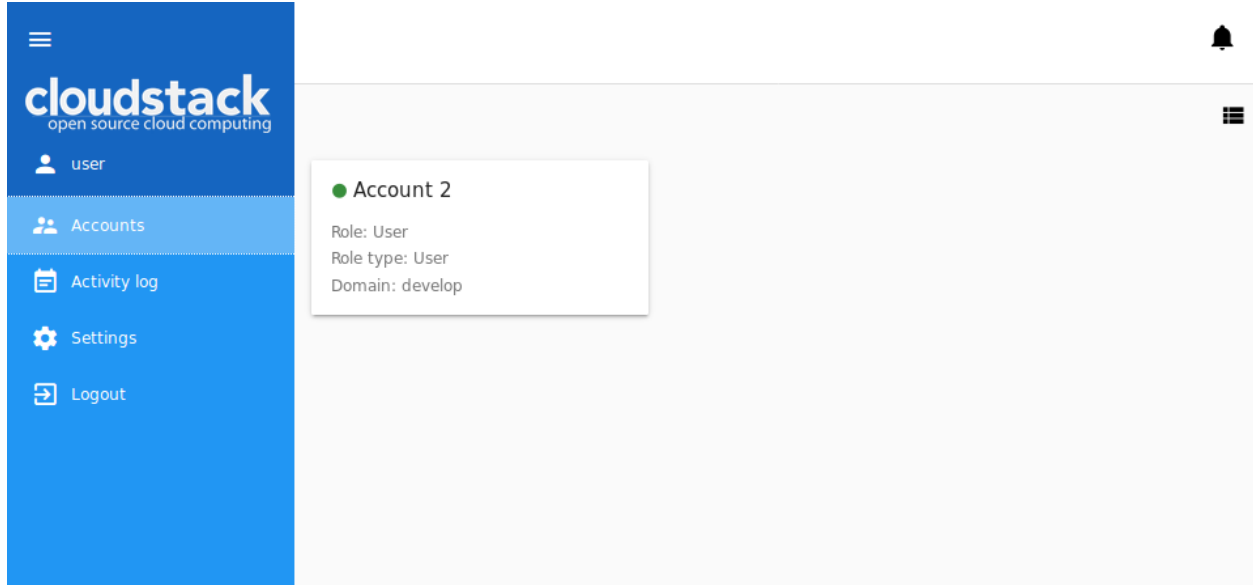 cloudstack
open source cloud computing
user
Accounts
Activity log
Settings
Logout
Account 2
Role: User
Role type: User
Domain: develop